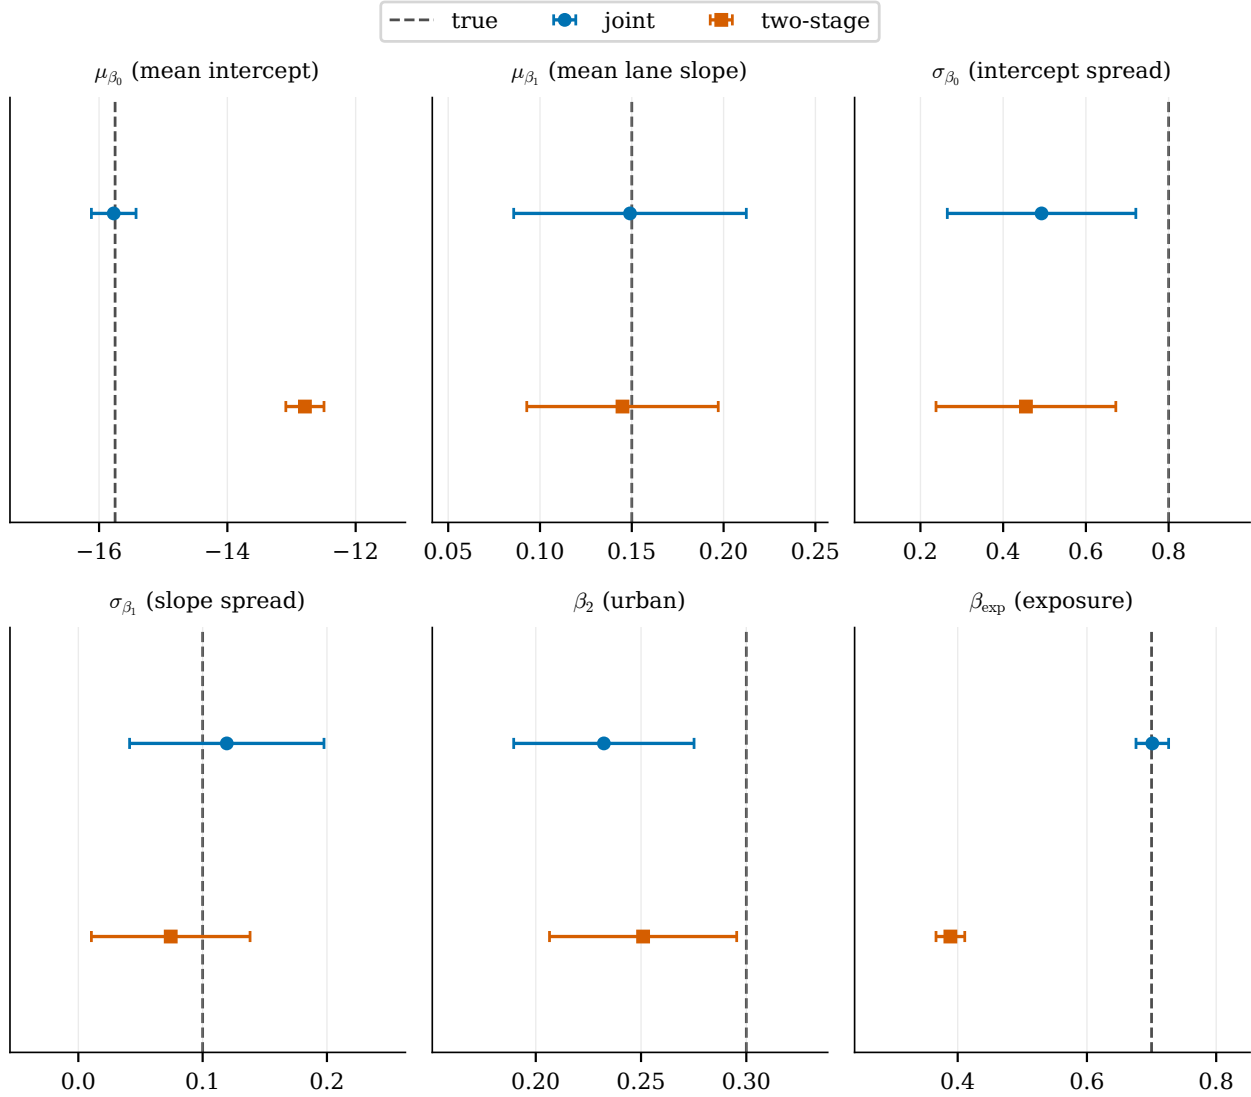 true joint two-stage
μβ₀ (mean intercept) μβ₁ (mean lane slope) σβ₀ (intercept spread)
−16 −14 −12 0.05 0.10 0.15 0.20 0.25 0.2 0.4 0.6 0.8
σβ₁ (slope spread) β₂ (urban) βexp (exposure)
0.0 0.1 0.2 0.20 0.25 0.30 0.4 0.6 0.8